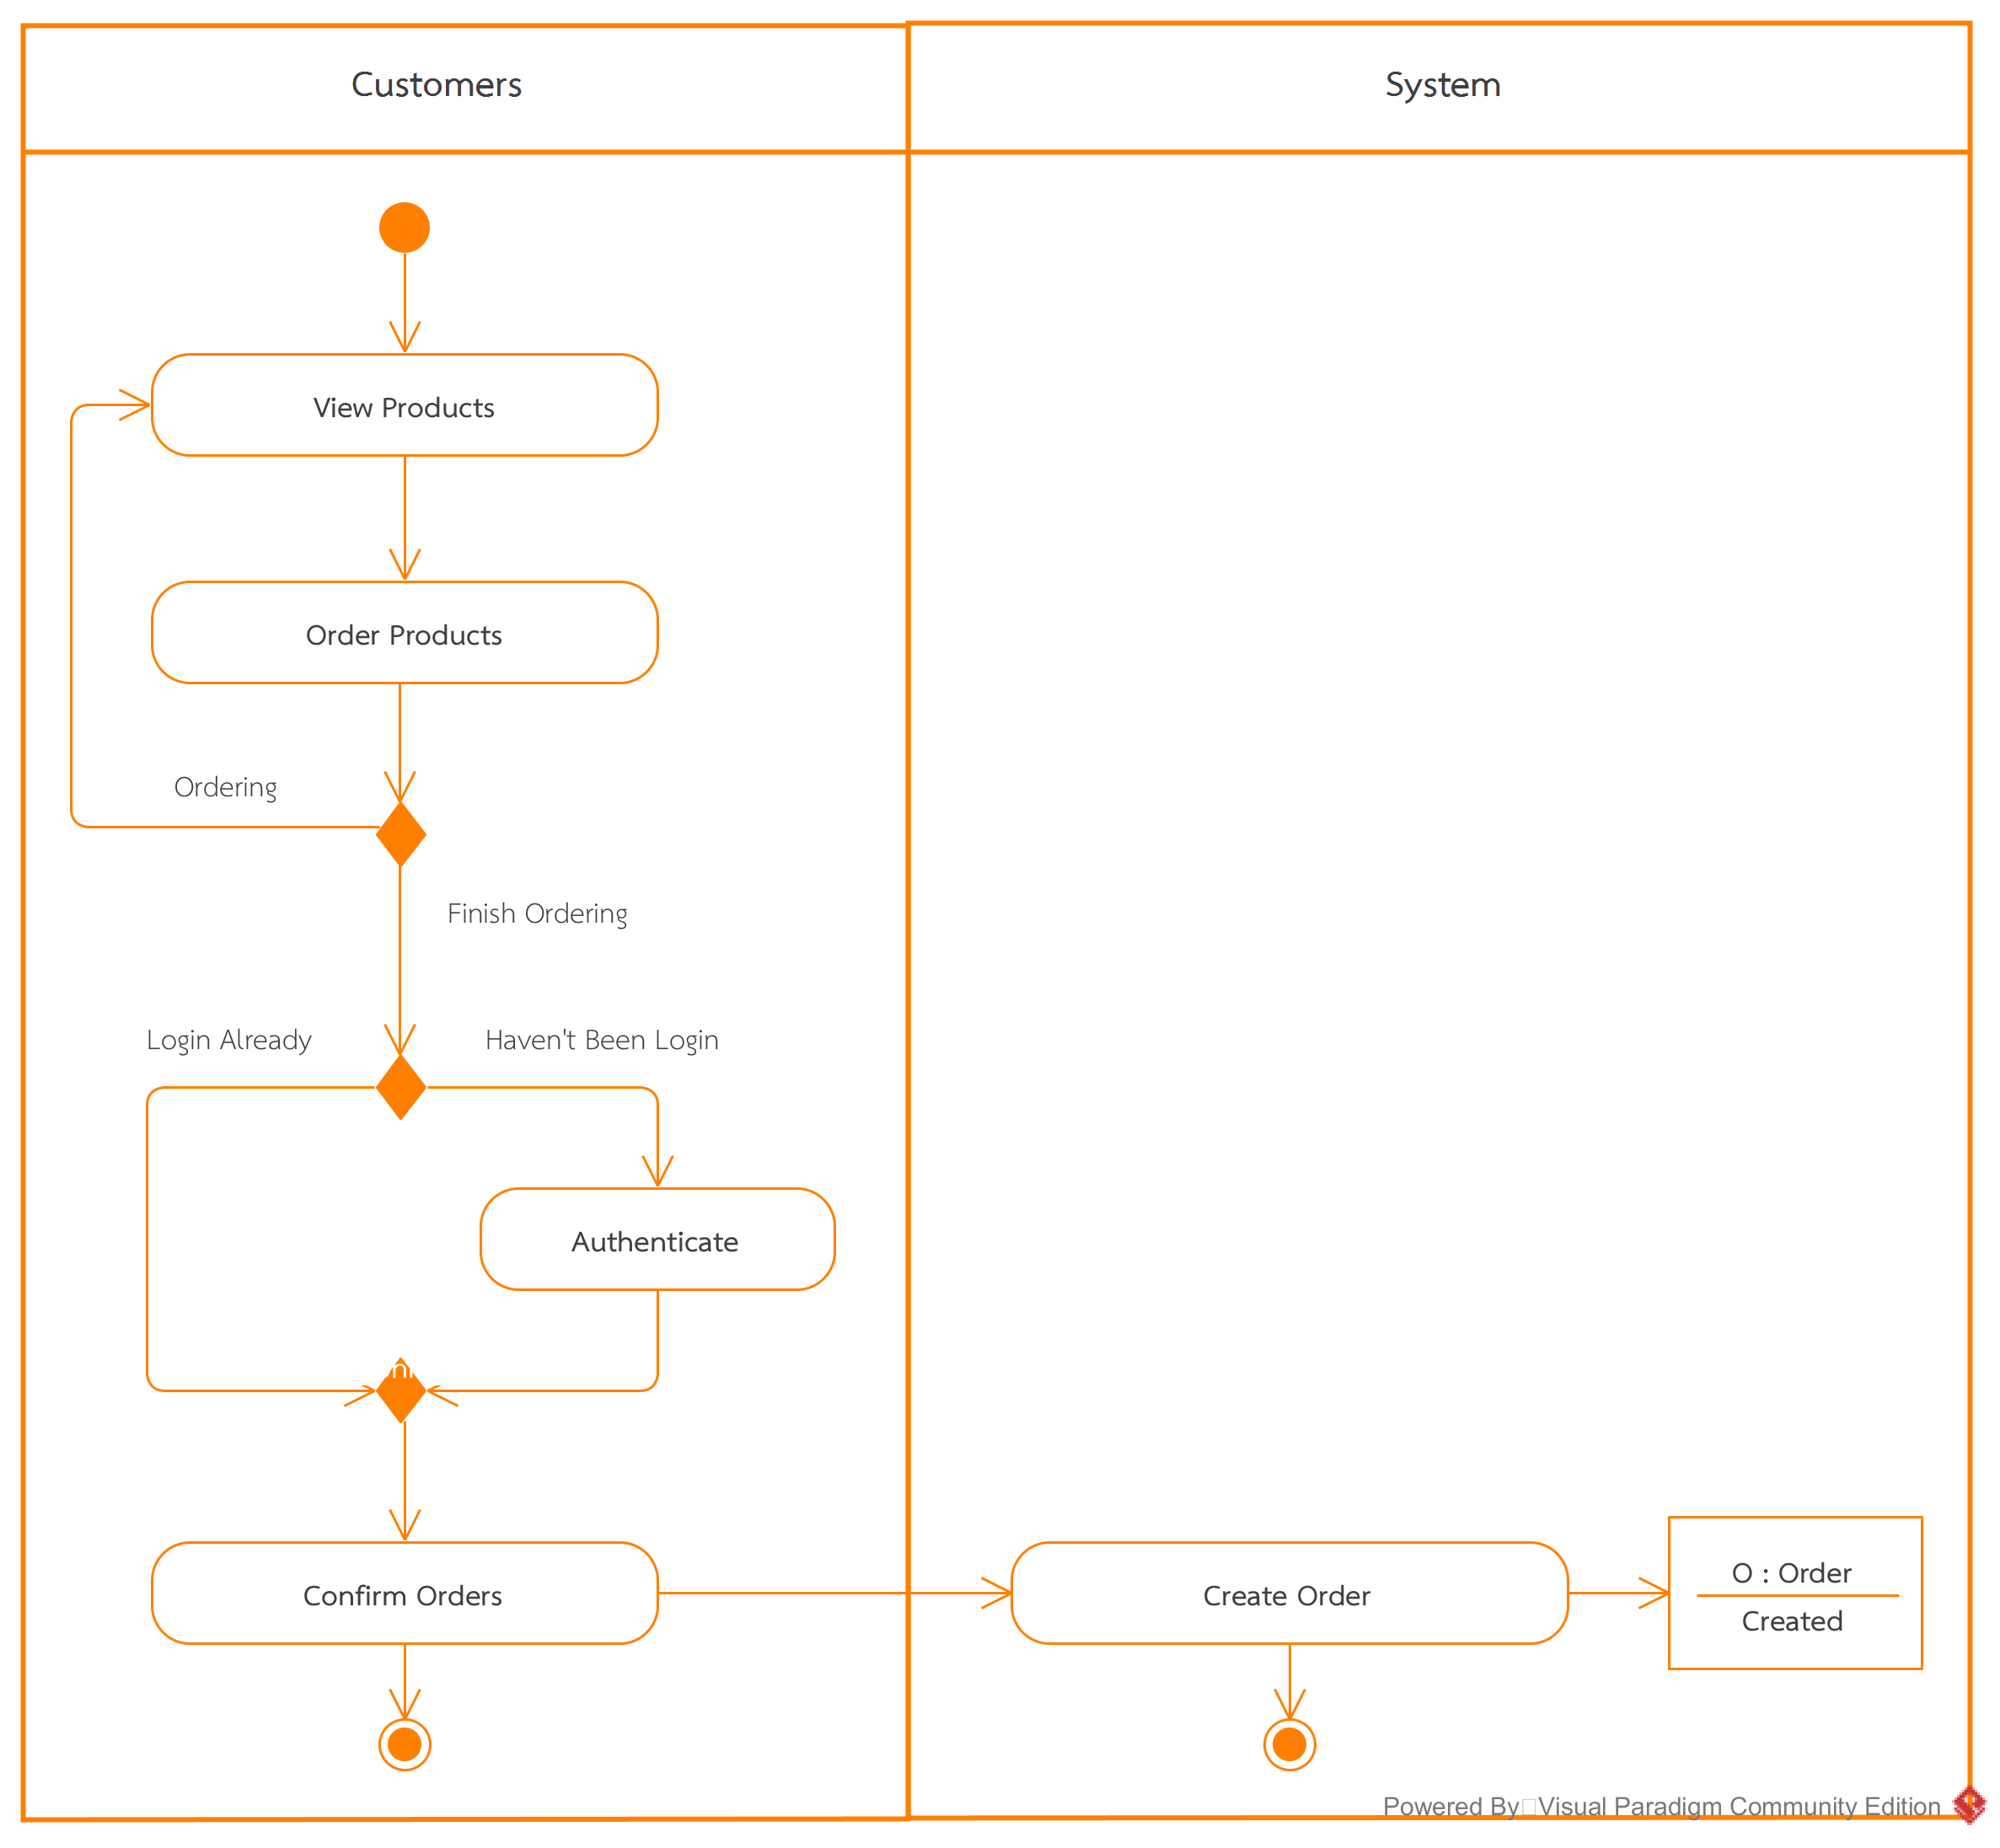 Customers
System
View Products
Order Products
Ordering
Finish Ordering
Login Already
Haven't Been Login
Authenticate
Confirm Orders
Create Order
O : Order
Created
Powered By Visual Paradigm Community Edition